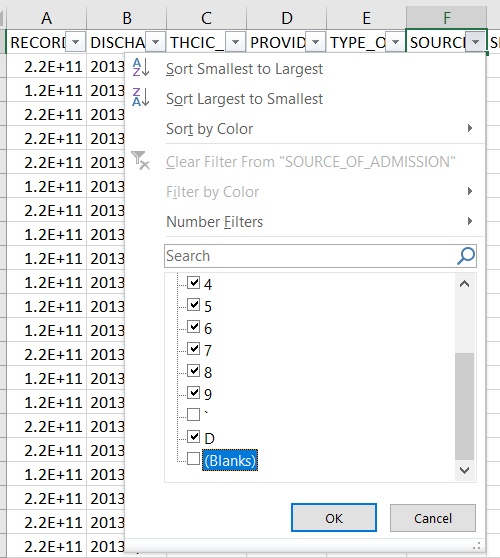 A B C D E F
RECORD DISCHA THCIC_ PROVID TYPE_O SOURCE SE
2.2E+11 2013
1.2E+11 2013
2.2E+11 2013
2.2E+11 2013
2.2E+11 2013
1.2E+11 2013
2.2E+11 2013
1.2E+11 2013
1.2E+11 2013
1.2E+11 2013
1.2E+11 2013
1.2E+11 2013
1.2E+11 2013
1.2E+11 2013
1.2E+11 2013
2.2E+11 2013
2.2E+11 2013
1.2E+11 2013
2.2E+11 2013
2.2E+11 2013
2.2E+11 2013
Sort Smallest to Largest
Sort Largest to Smallest
Sort by Color
Clear Filter From "SOURCE_OF_ADMISSION"
Filter by Color
Number Filters
Search
4
5
6
7
8
9
`
D
(Blanks)
OK Cancel